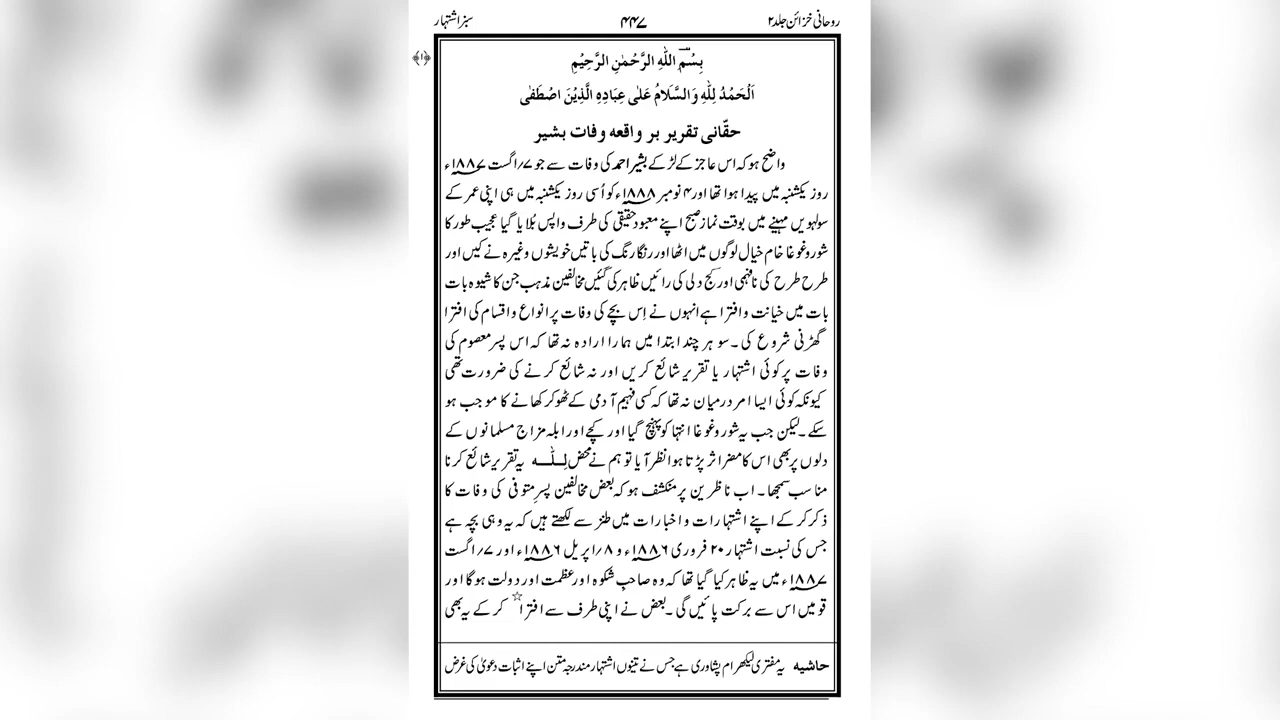 روحانی خزائن جلد۲ ۴۴۷ سبز اشتہار
﴿۱﴾
بِسْمِ اللّٰهِ الرَّحْمٰنِ الرَّحِيْمِ
اَلْحَمْدُ لِلّٰهِ وَالسَّلَامُ عَلٰى عِبَادِهِ الَّذِيْنَ اصْطَفٰى
حقّانی تقریر بر واقعه وفات بشیر
واضح ہو کہ اس عاجز کے لڑکے بشیر احمد کی وفات سے جو ۷/اگست ۱۸۸۷ء
روز یکشنبہ میں پیدا ہوا تھا اور ۴ نومبر ۱۸۸۸ء کو اُسی روز یکشنبہ میں ہی اپنی عمر کے
سولہویں مہینے میں بوقت نماز صبح اپنے معبود حقیقی کی طرف واپس بُلایا گیا عجیب طور کا
شور و غوغا خام خیال لوگوں میں اٹھا اور رنگا رنگ کی باتیں خویشوں وغیرہ نے کیں اور
طرح طرح کی نافہمی اور کج دلی کی رائیں ظاہر کی گئیں مخالفین مذہب جن کا شیوہ بات
بات میں خیانت و افترا ہے انہوں نے اِس بچے کی وفات پر انواع و اقسام کی افترا
گھڑنی شروع کی۔ سو ہر چند ابتدا میں ہمارا ارادہ نہ تھا کہ اس پسر معصوم کی
وفات پر کوئی اشتہار یا تقریر شائع کریں اور نہ شائع کرنے کی ضرورت تھی
کیونکہ کوئی ایسا امر درمیان نہ تھا کہ کسی فہیم آدمی کے ٹھوکر کھانے کا موجب ہو
سکے۔ لیکن جب یہ شور و غوغا انتہا کو پہنچ گیا اور کچے اور ابلہ مزاج مسلمانوں کے
دلوں پر بھی اس کا مضر اثر پڑتا ہوا نظر آیا تو ہم نے محض لِلّٰہ یہ تقریر شائع کرنا
مناسب سمجھا۔ اب ناظرین پر منکشف ہو کہ بعض مخالفین پسرِ متوفی کی وفات کا
ذکر کر کے اپنے اشتہارات و اخبارات میں طنز سے لکھتے ہیں کہ یہ وہی بچہ ہے
جس کی نسبت اشتہار ۲۰ فروری ۱۸۸۶ء و ۸/اپریل ۱۸۸۶ء اور ۷/اگست
۱۸۸۷ء میں یہ ظاہر کیا گیا تھا کہ وہ صاحبِ شکوہ اور عظمت اور دولت ہوگا اور
قومیں اس سے برکت پائیں گی۔ بعض نے اپنی طرف سے افترا☆ کر کے یہ بھی
حاشیه یہ مفتری لیکھرام پشاوری ہے جس نے تینوں اشتہار مندرجہ متن اپنے اثبات دعویٰ کی غرض